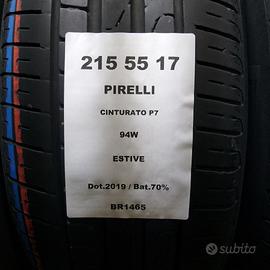 215 55 17
PIRELLI
CINTURATO P7
94W
ESTIVE
Dot.2019 / Bat.70%
BR1465
subito